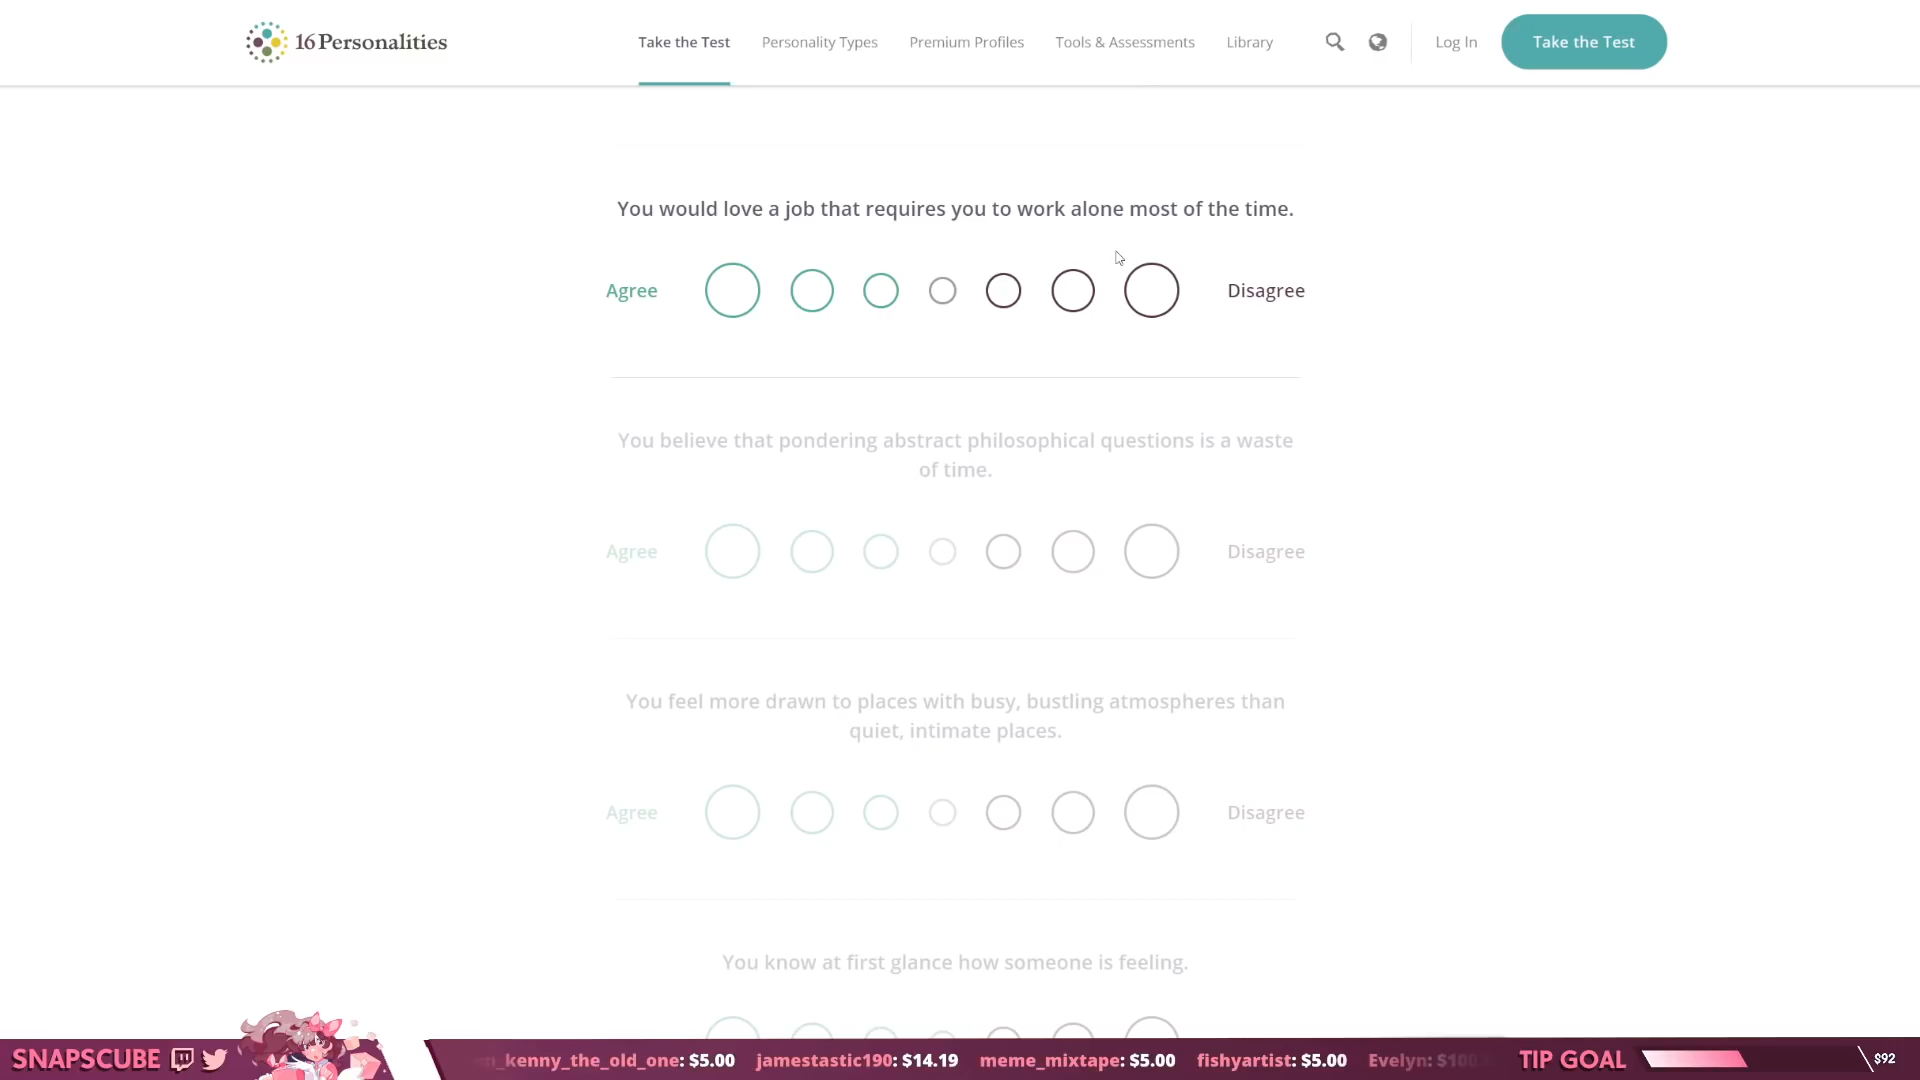 16Personalities
Take the Test
Personality Types
Premium Profiles
Tools & Assessments
Library
Log In
Take the Test
You would love a job that requires you to work alone most of the time.
Agree
Disagree
You believe that pondering abstract philosophical questions is a waste
of time.
Agree
Disagree
You feel more drawn to places with busy, bustling atmospheres than
quiet, intimate places.
Agree
Disagree
You know at first glance how someone is feeling.
SNAPSCUBE
_kenny_the_old_one: $5.00 jamestastic190: $14.19 meme_mixtape: $5.00 fishyartist: $5.00 Evelyn: $100
TIP GOAL
$92